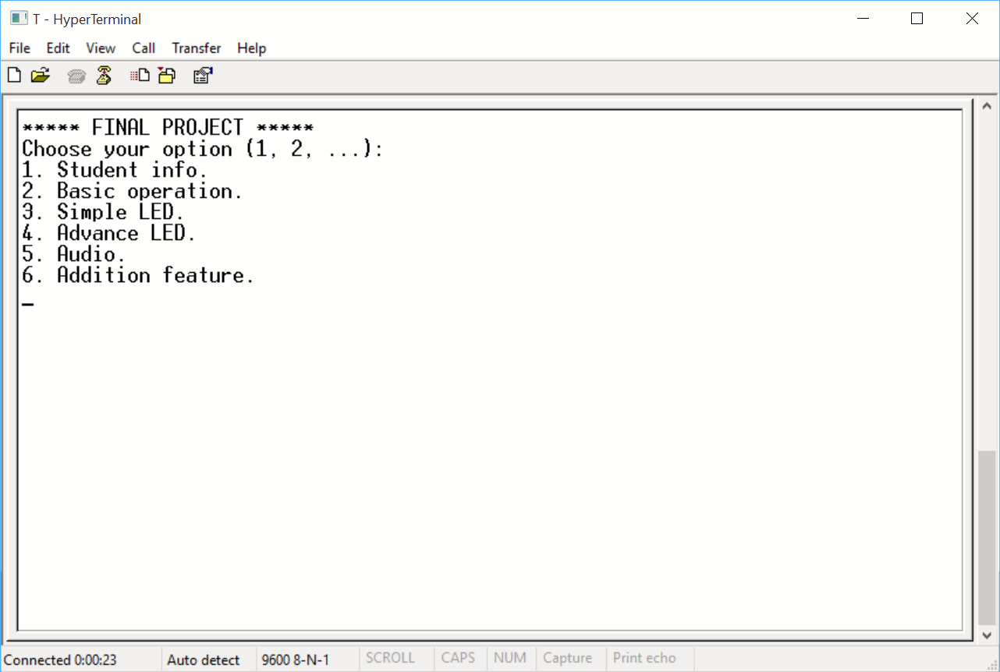 T - HyperTerminal
File Edit View Call Transfer Help
***** FINAL PROJECT *****
Choose your option (1, 2, ...):
1. Student info.
2. Basic operation.
3. Simple LED.
4. Advance LED.
5. Audio.
6. Addition feature.
_
Connected 0:00:23 Auto detect 9600 8-N-1 SCROLL CAPS NUM Capture Print echo